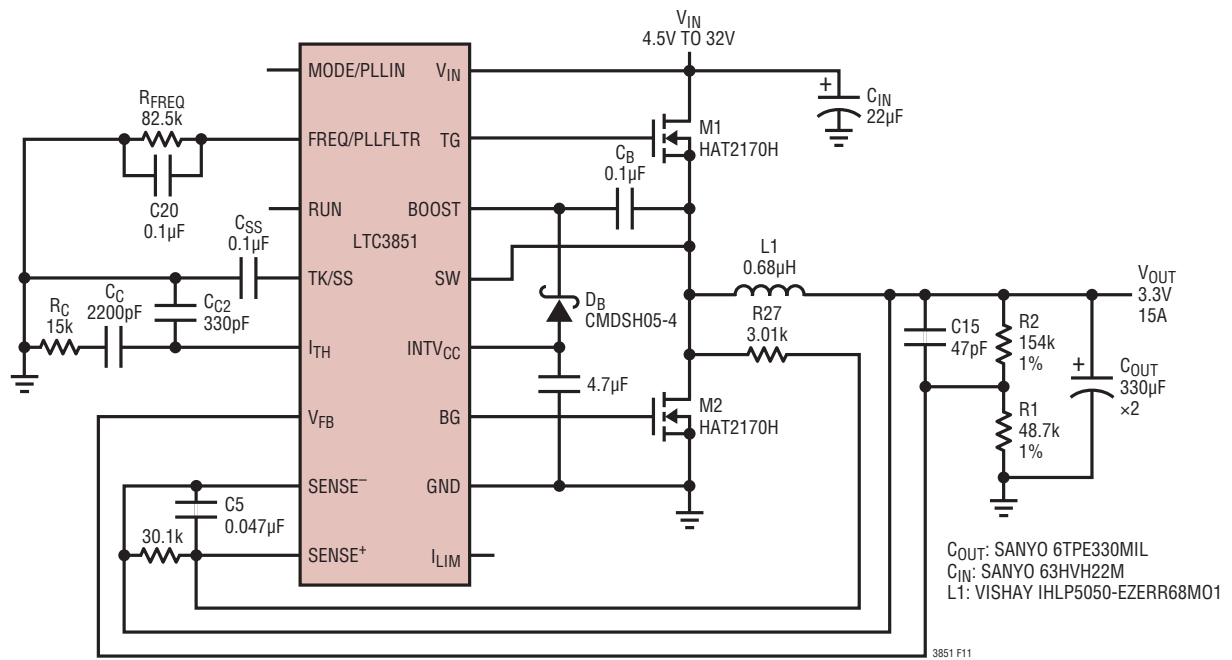 VIN
4.5V TO 32V
MODE/PLLIN
VIN
CIN
22µF
RFREQ
82.5k
FREQ/PLLFLTR
TG
M1
HAT2170H
C20
0.1µF
CB
0.1µF
RUN
BOOST
LTC3851
CSS
0.1µF
TK/SS
SW
L1
0.68µH
VOUT
3.3V
15A
RC
15k
CC
2200pF
CC2
330pF
DB
CMDSH05-4
R27
3.01k
C15
47pF
R2
154k
1%
ITH
INTVCC
4.7µF
COUT
330µF
×2
VFB
BG
M2
HAT2170H
R1
48.7k
1%
SENSE–
GND
C5
0.047µF
30.1k
SENSE+
ILIM
COUT: SANYO 6TPE330MIL
CIN: SANYO 63HVH22M
L1: VISHAY IHLP5050-EZERR68MO1
3851 F11